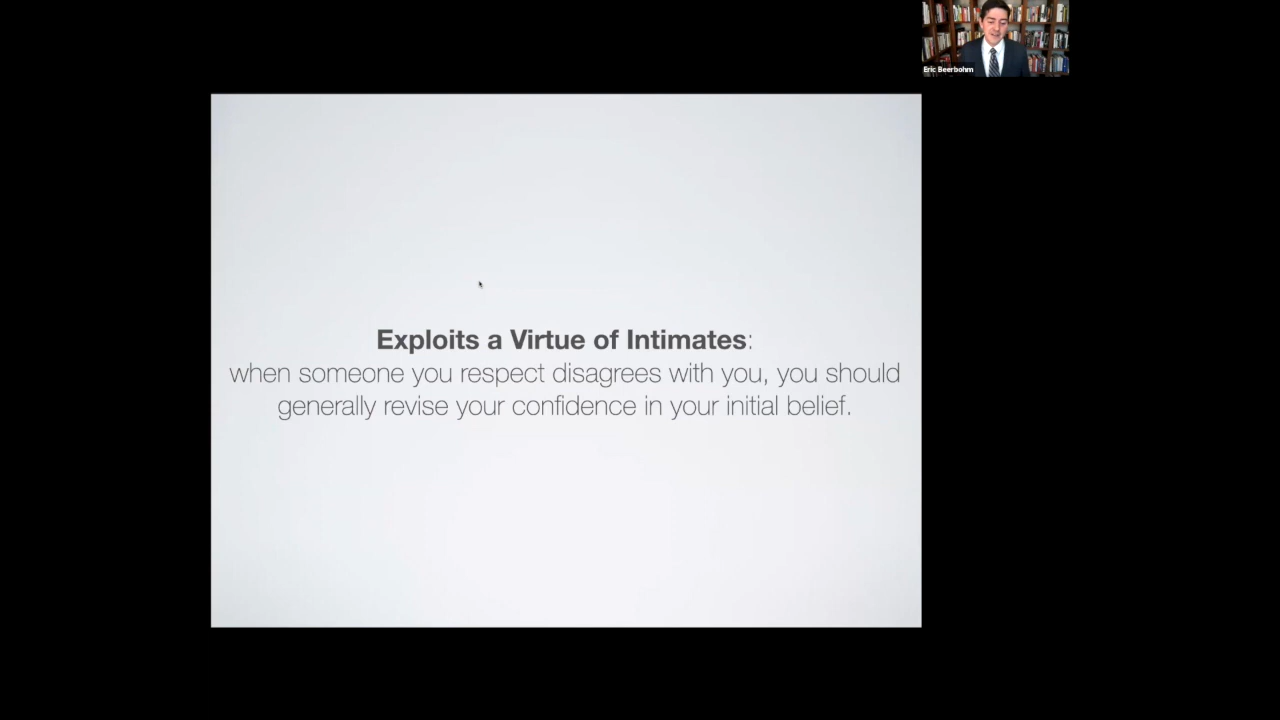 Eric Beerbohm
Exploits a Virtue of Intimates:
when someone you respect disagrees with you, you should
generally revise your confidence in your initial belief.